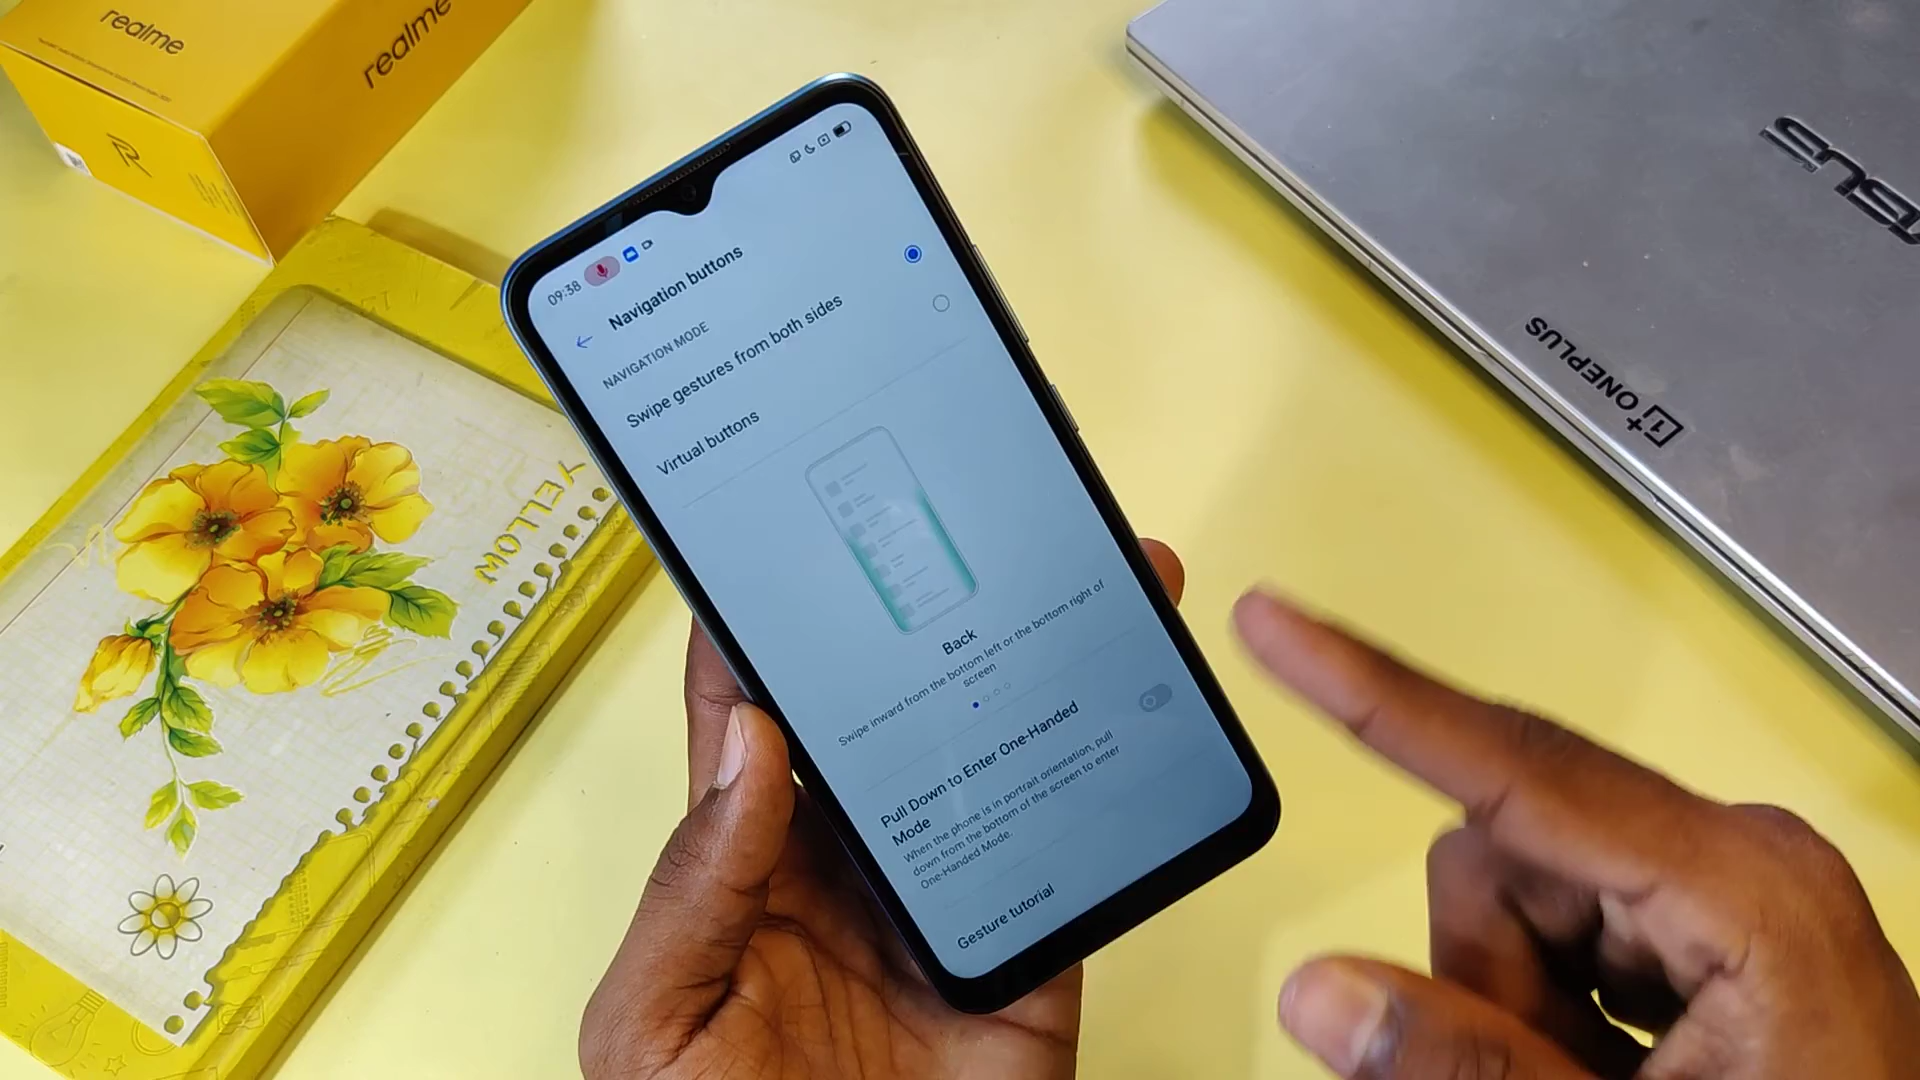 realme
realme
R
ASUS
ONEPLUS
YELLOW
09:38
Navigation buttons
NAVIGATION MODE
Swipe gestures from both sides
Virtual buttons
Back
Swipe inward from the bottom left or the bottom right of
screen
Pull Down to Enter One-Handed
Mode
When the phone is in portrait orientation, pull
down from the bottom of the screen to enter
One-Handed Mode.
Gesture tutorial